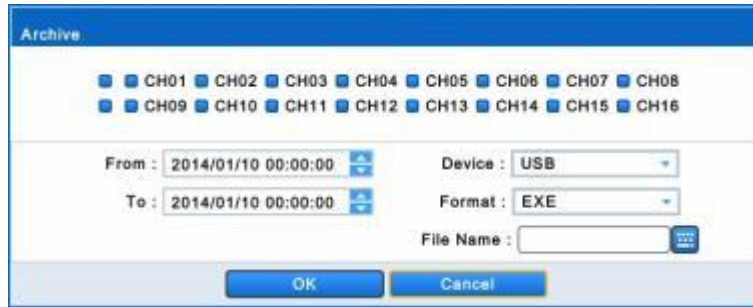 Archive
CH01 CH02 CH03 CH04 CH05 CH06 CH07 CH08
CH09 CH10 CH11 CH12 CH13 CH14 CH15 CH16
From : 2014/01/10 00:00:00 Device : USB
To : 2014/01/10 00:00:00 Format : EXE
File Name :
OK Cancel